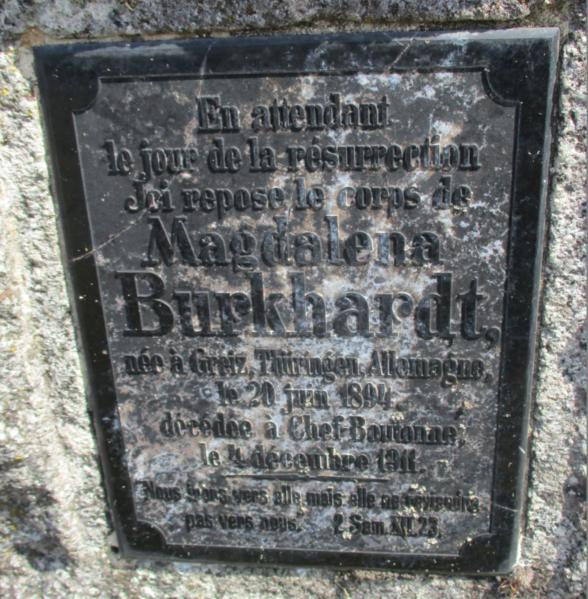 En attendant
le jour de la résurrection
Jci repose le corps de
Magdalena
Burkhardt,
née à Greiz, Thüringen, Allemagne,
le 20 juin 1894
décédée à Chef-Boutonne,
le 4 décembre 1911.
"Nous irons vers elle, mais elle ne reviendra
pas vers nous." 2. Sam. XII. 23.